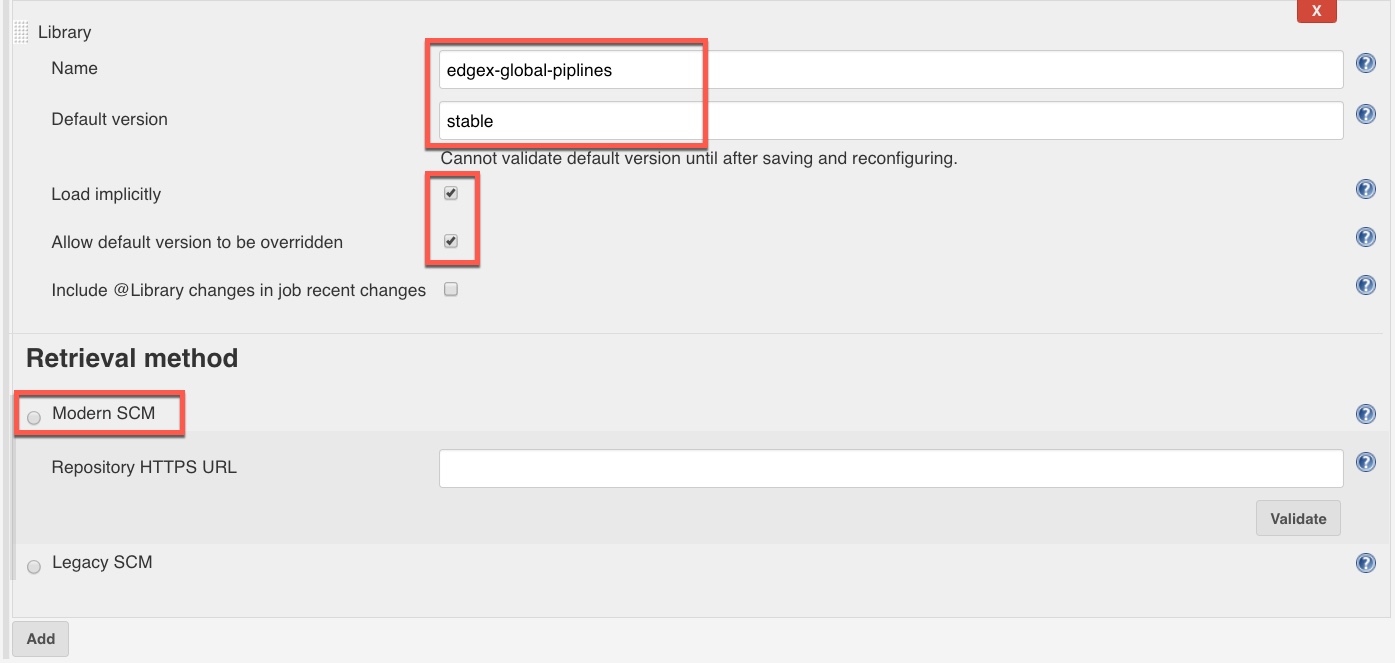 X
Library
Name edgex-global-piplines ?
Default version stable ?
Cannot validate default version until after saving and reconfiguring.
Load implicitly ?
Allow default version to be overridden ?
Include @Library changes in job recent changes ?
Retrieval method
Modern SCM ?
Repository HTTPS URL ?
Validate
Legacy SCM ?
Add